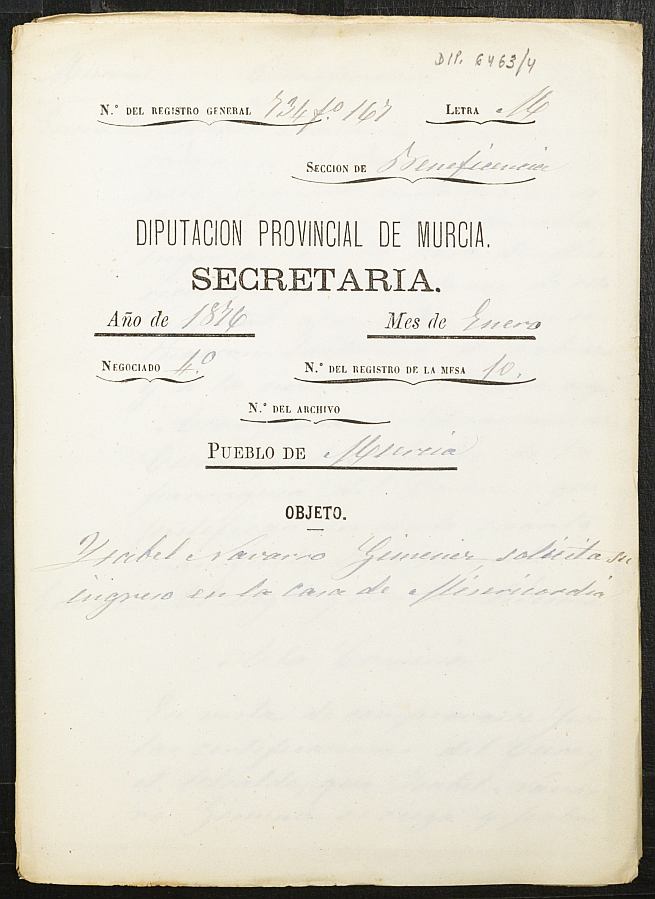 DIP. 6463/4
N.º DEL REGISTRO GENERAL 734 fº. 167 LETRA M
SECCION DE Beneficencia
DIPUTACION PROVINCIAL DE MURCIA.
SECRETARIA.
Año de 1876 Mes de Enero
NEGOCIADO 4.º N.º DEL REGISTRO DE LA MESA 10.
N.º DEL ARCHIVO
PUEBLO DE Murcia
OBJETO.
Ysabel Navarro Gimenez, solicita su
ingreso en la casa de Misericordia